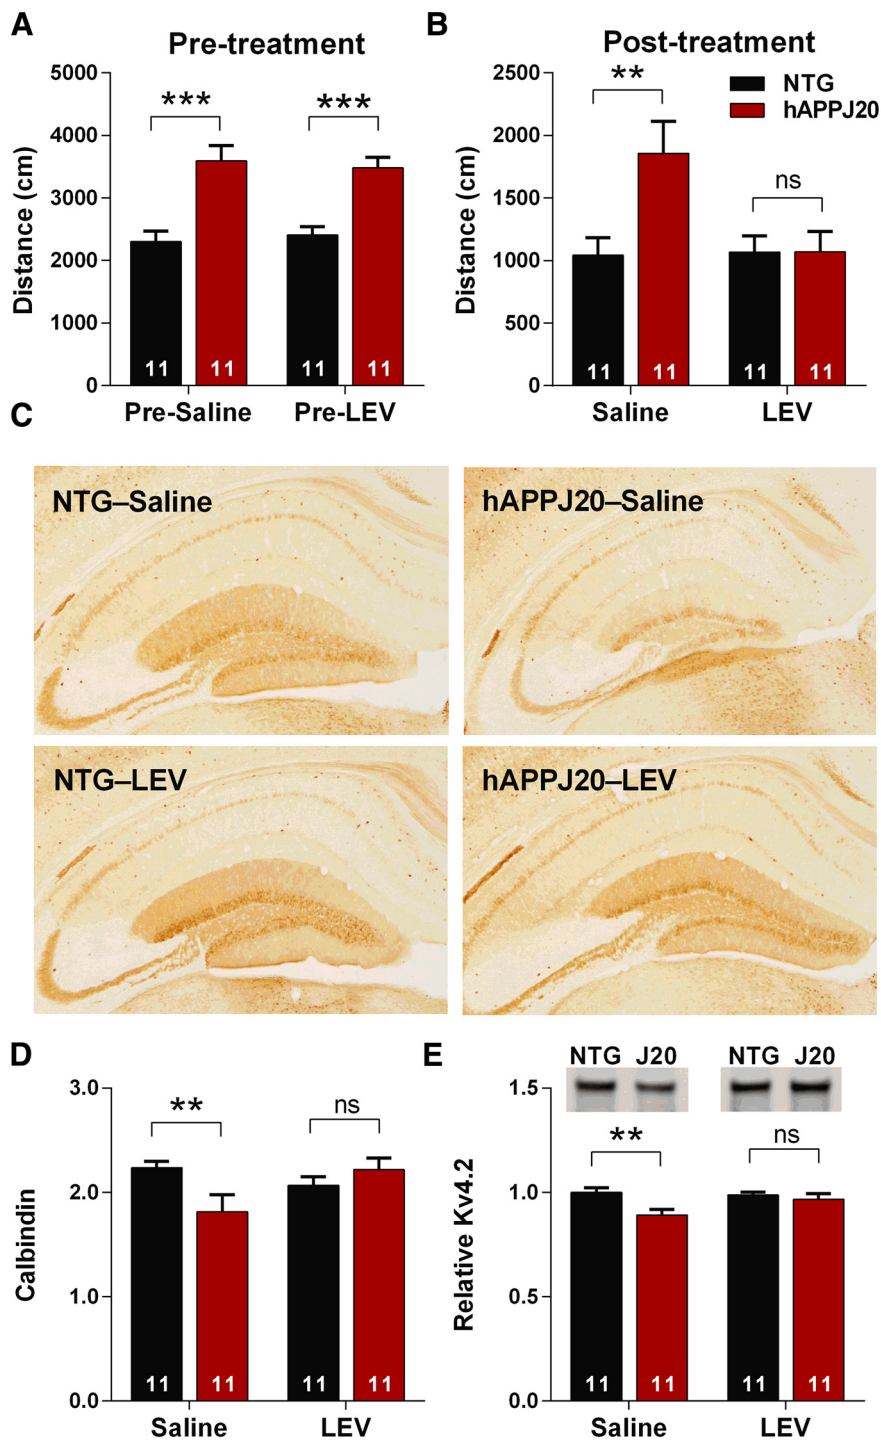 A
Pre-treatment
5000
4000
3000
2000
1000
0
Distance (cm)
***
***
11
11
11
11
Pre-Saline
Pre-LEV
B
Post-treatment
2500
2000
1500
1000
500
0
Distance (cm)
**
ns
NTG
hAPPJ20
11
11
11
11
Saline
LEV
C
NTG–Saline
hAPPJ20–Saline
NTG–LEV
hAPPJ20–LEV
D
3.0
2.0
1.0
0.0
Calbindin
**
ns
11
11
11
11
Saline
LEV
E
NTG J20
NTG J20
1.5
1.0
0.5
0.0
Relative Kv4.2
**
ns
11
11
11
11
Saline
LEV